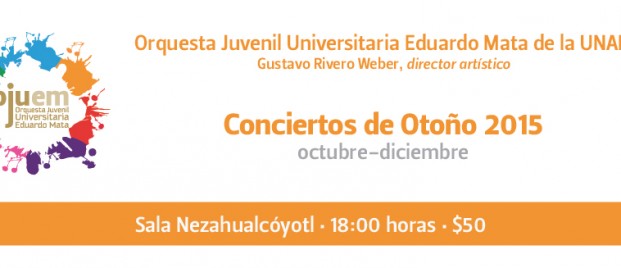 Orquesta Juvenil Universitaria Eduardo Mata de la UNAM
Gustavo Rivero Weber, director artístico
ojuem
Orquesta Juvenil
Universitaria
Eduardo Mata
Conciertos de Otoño 2015
octubre–diciembre
Sala Nezahualcóyotl · 18:00 horas · $50